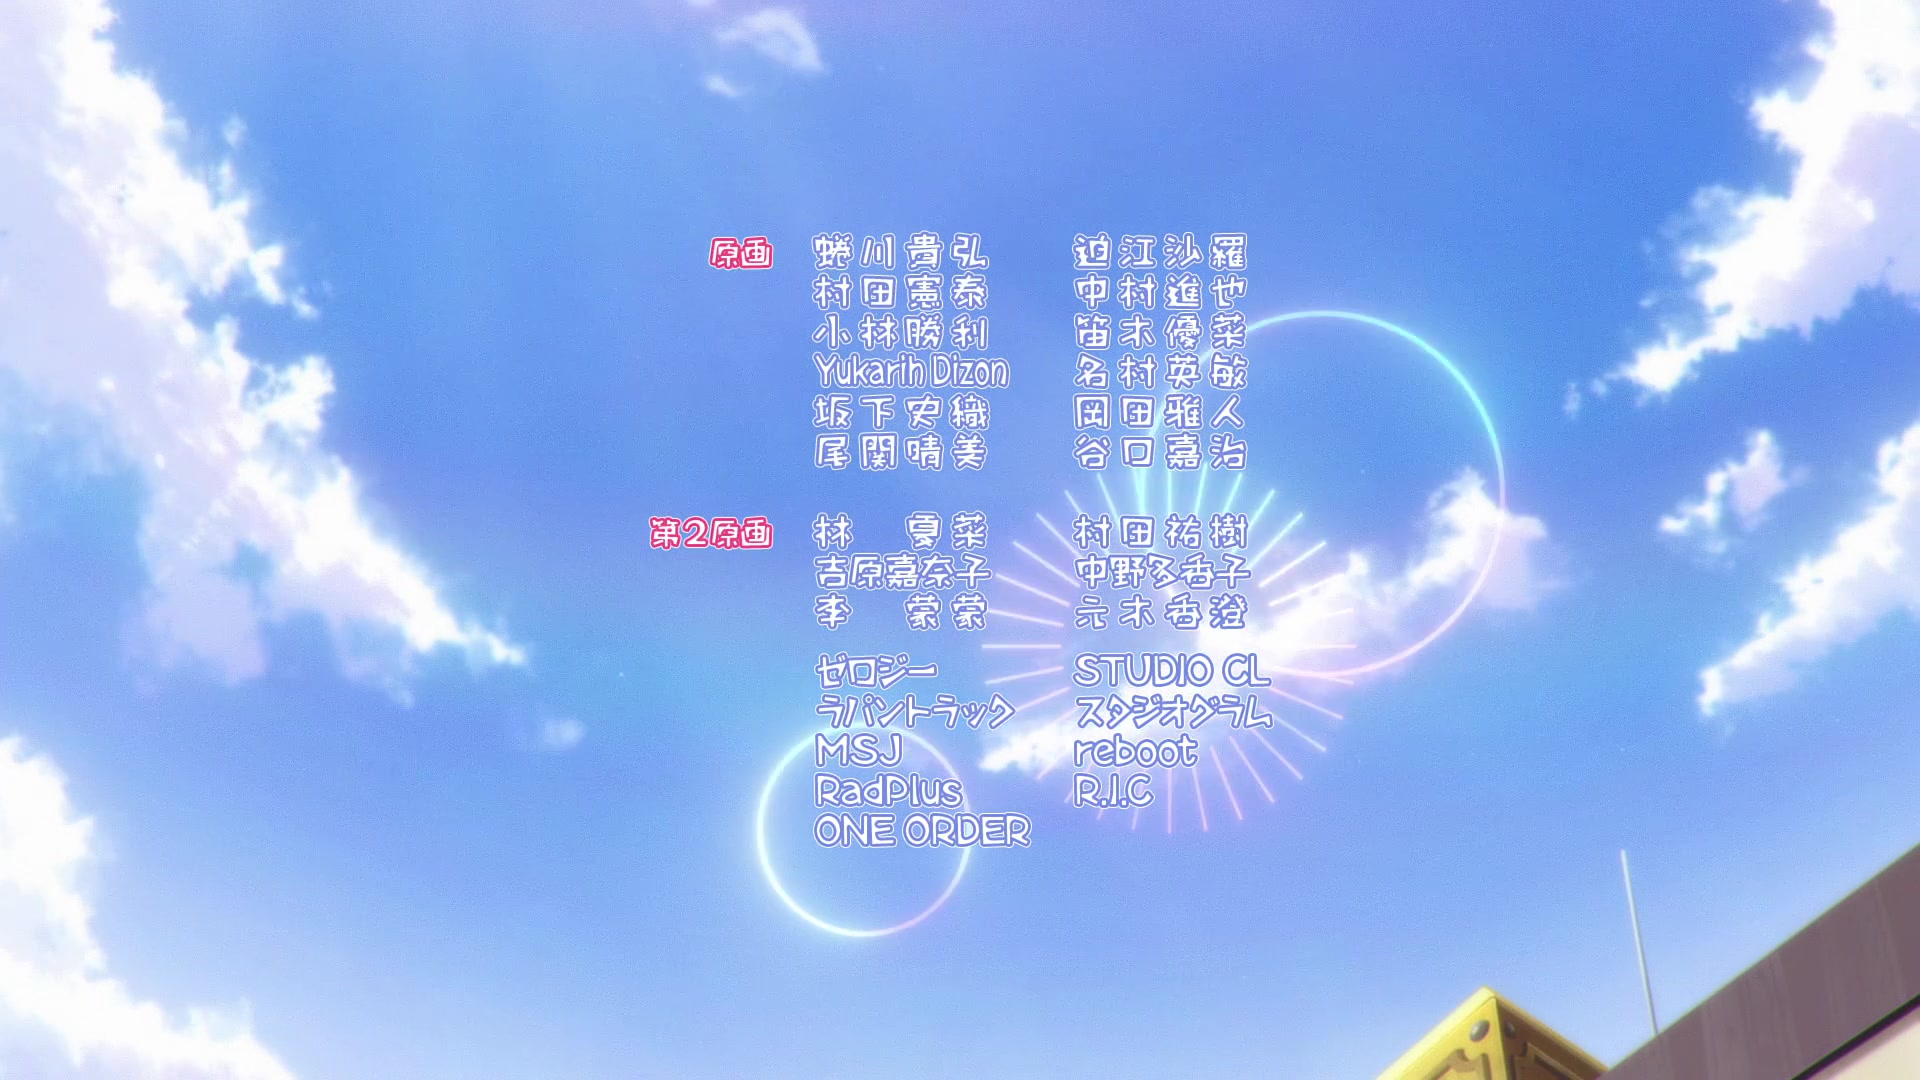 原画 蜷川貴弘 迫江沙羅
村田憲泰 中村進也
小林勝利 笛木優菜
Yukarih Dizon 名村英敏
坂下史織 岡田雅人
尾関晴美 谷口嘉治
第2原画 林 夏菜 村田祐樹
吉原嘉奈子 中野多香子
李 蒙蒙 元木香澄
ゼロジー STUDIO CL
ラパントラック スタジオグラム
MSJ reboot
RadPlus R.I.C
ONE ORDER